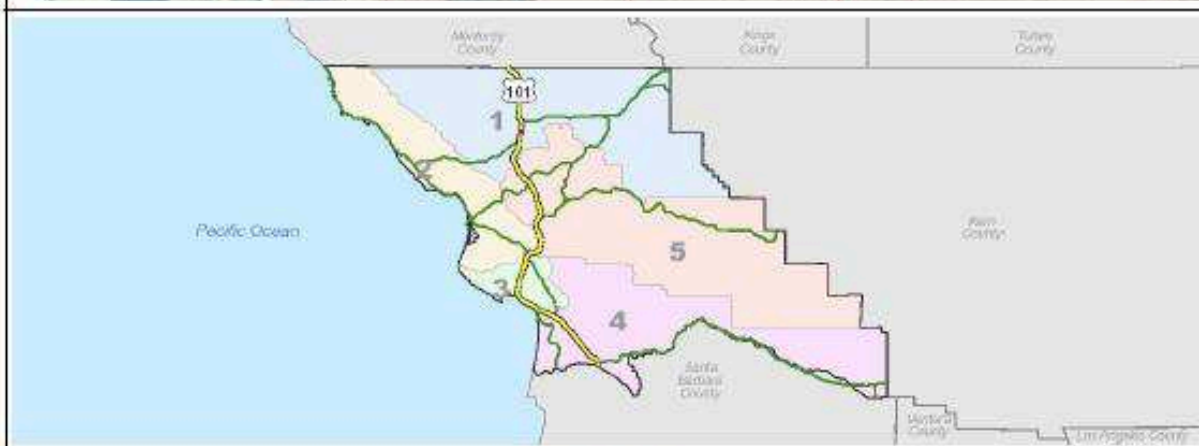 Monterey
County
Kings
County
Tulare
County
101
1
2
Pacific Ocean
Kern
County
5
3
4
Santa
Barbara
County
Ventura
County
Los Angeles County